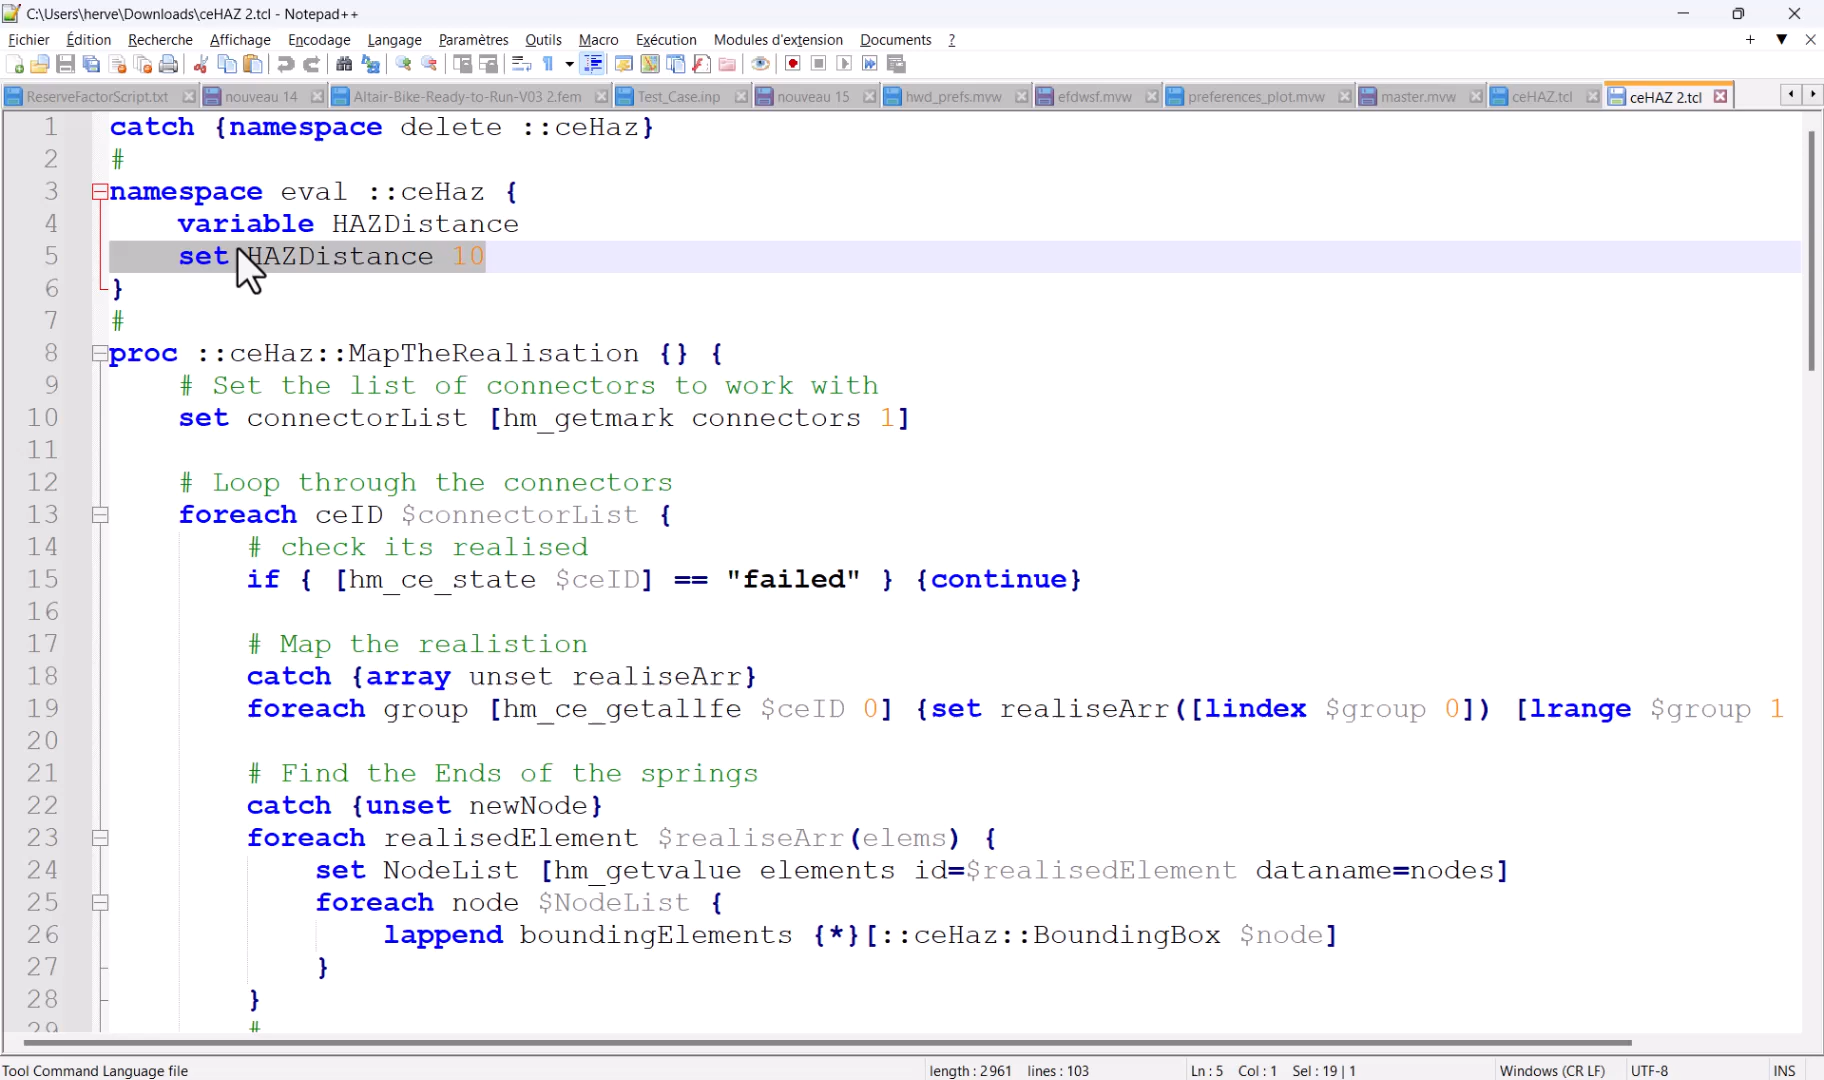 C:\Users\herve\Downloads\ceHAZ 2.tcl - Notepad++
Fichier Édition Recherche Affichage Encodage Langage Paramètres Outils Macro Exécution Modules d'extension Documents ?
ReserveFactorScript.txt nouveau 14 Altair-Bike-Ready-to-Run-V03 2.fem Test_Case.inp nouveau 15 hwd_prefs.mvw efdwsf.mvw preferences_plot.mvw master.mvw ceHAZ.tcl ceHAZ 2.tcl
1 catch {namespace delete ::ceHaz}
2 #
3 namespace eval ::ceHaz {
4 variable HAZDistance
5 set HAZDistance 10
6 }
7 #
8 proc ::ceHaz::MapTheRealisation {} {
9 # Set the list of connectors to work with
10 set connectorList [hm_getmark connectors 1]
11
12 # Loop through the connectors
13 foreach ceID $connectorList {
14 # check its realised
15 if { [hm_ce_state $ceID] == "failed" } {continue}
16
17 # Map the realistion
18 catch {array unset realiseArr}
19 foreach group [hm_ce_getallfe $ceID 0] {set realiseArr([lindex $group 0]) [lrange $group 1
20
21 # Find the Ends of the springs
22 catch {unset newNode}
23 foreach realisedElement $realiseArr(elems) {
24 set NodeList [hm_getvalue elements id=$realisedElement dataname=nodes]
25 foreach node $NodeList {
26 lappend boundingElements {*}[::ceHaz::BoundingBox $node]
27 }
28 }
29 #
Tool Command Language file length : 2961 lines : 103 Ln : 5 Col : 1 Sel : 19 | 1 Windows (CR LF) UTF-8 INS